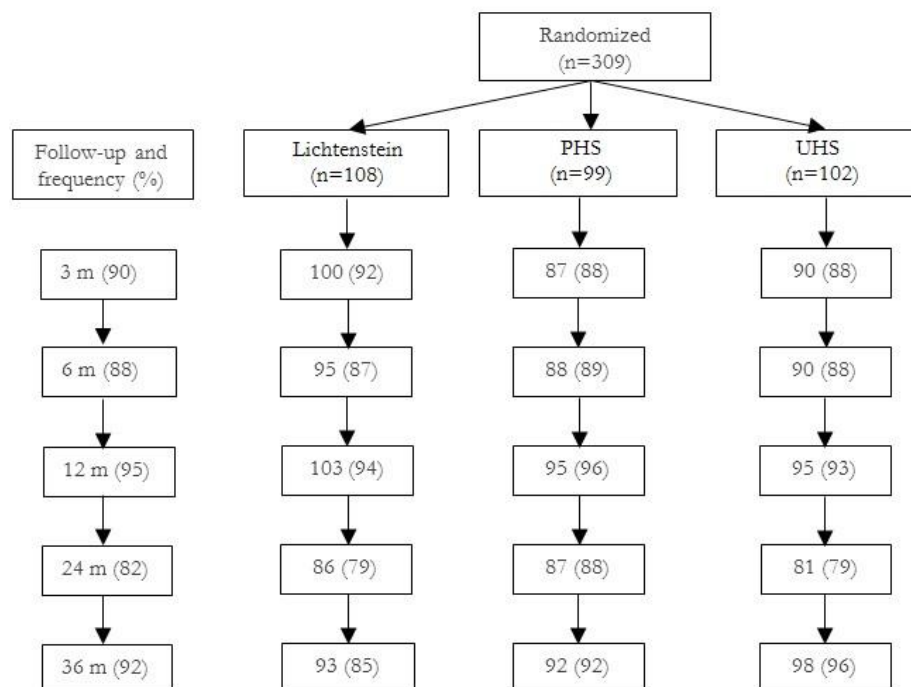 Randomized
(n=309)
Follow-up and
frequency (%)
Lichtenstein
(n=108)
PHS
(n=99)
UHS
(n=102)
3 m (90)
100 (92)
87 (88)
90 (88)
6 m (88)
95 (87)
88 (89)
90 (88)
12 m (95)
103 (94)
95 (96)
95 (93)
24 m (82)
86 (79)
87 (88)
81 (79)
36 m (92)
93 (85)
92 (92)
98 (96)